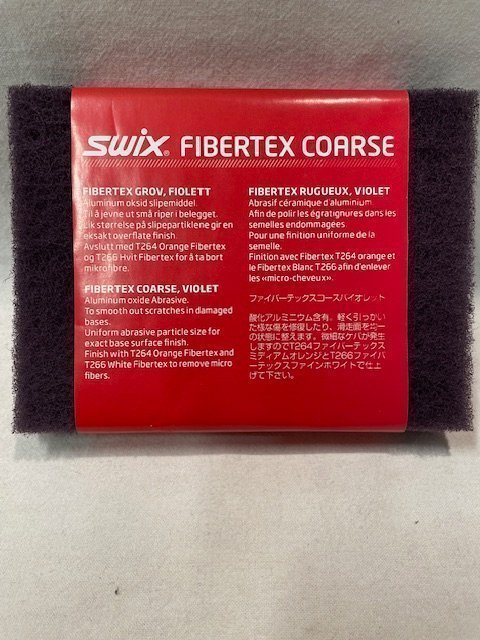 SWIX FIBERTEX COARSE
FIBERTEX GROV, FIOLETT
Aluminum oksid slipemiddel.
Til å jevne ut små riper i belegget.
Lik størrelse på slipepartiklene gir en
eksakt overflate finish.
Avslutt med T264 Orange Fibertex
og T266 Hvit Fibertex for å ta bort
mikrofibre.
FIBERTEX COARSE, VIOLET
Aluminum oxide Abrasive.
To smooth out scratches in damaged
bases.
Uniform abrasive particle size for
exact base surface finish.
Finish with T264 Orange Fibertex and
T266 White Fibertex to remove micro
fibers.
FIBERTEX RUGUEUX, VIOLET
Abrasif céramique d'aluminium.
Afin de polir les égratignures dans les
semelles endommagées.
Pour une finition uniforme de la
semelle.
Finition avec Fibertex T264 orange et
le Fibertex Blanc T266 afin d'enlever
les «micro-cheveux».
ファイバーテックスコースバイオレット
酸化アルミニウム含有。軽く引っかい
た様な傷を修復したり、滑走面を均一
の状態に整えます。微細なケバが発生
しますのでT264ファイバーテックス
ミディアムオレンジとT266ファイバ
ーテックスファインホワイトで仕上
げて下さい。